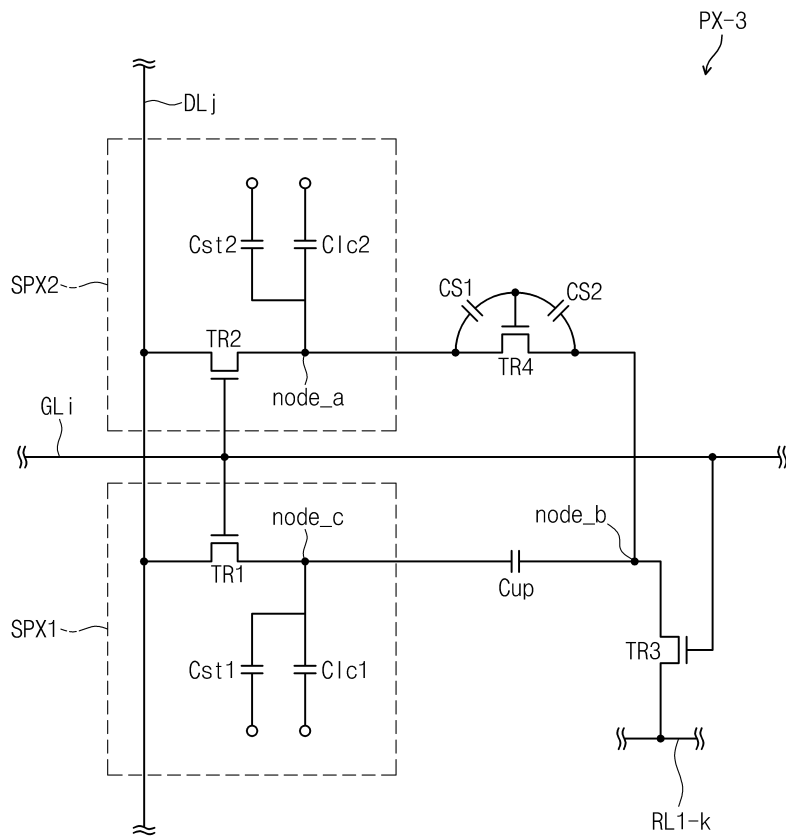 PX-3
DLj
Cst2
Clc2
SPX2
CS1
CS2
TR2
TR4
node_a
GLi
node_c
node_b
TR1
Cup
SPX1
TR3
Cst1
Clc1
RL1-k